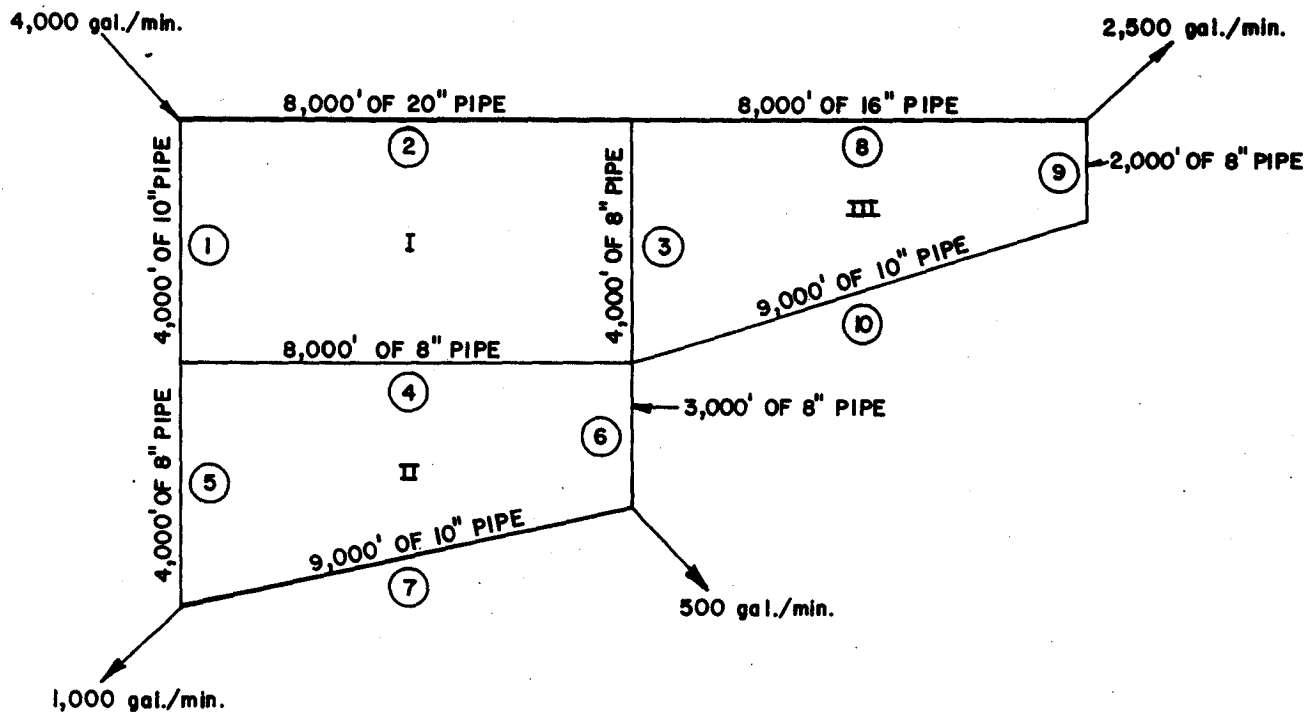 4,000 gal./min.
2,500 gal./min.
8,000' OF 20" PIPE
8,000' OF 16" PIPE
2
8
9
2,000' OF 8" PIPE
4,000' OF 10" PIPE
1
I
4,000' OF 8" PIPE
3
III
9,000' OF 10" PIPE
10
8,000' OF 8" PIPE
4
3,000' OF 8" PIPE
6
4,000' OF 8" PIPE
5
II
9,000' OF 10" PIPE
7
500 gal./min.
1,000 gal./min.